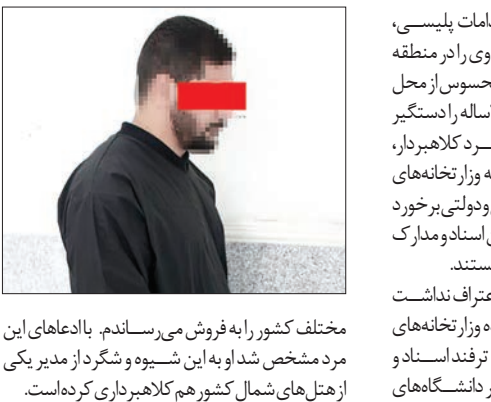 دامات پلیسی،
وی را در منطقه
حسوس از محل
ساله را دستگیر
رد کلاهبردار،
ه وزارتخانه‌های
ودولتی برخورد
اسناد و مدارک
ستند.
عتراف نداشت
ه وزارتخانه‌های
ترفند اسناد و
ر دانشگاه‌های
مختلف کشور را به فروش می‌رساندم. با ادعاهای این
مرد مشخص شد او به این شیوه و شگرد از مدیر یکی
از هتل‌های شمال کشور هم کلاهبرداری کرده‌است.